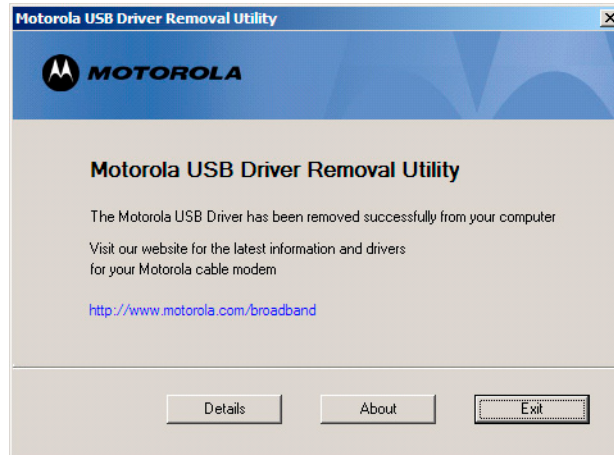 Motorola USB Driver Removal Utility
MOTOROLA
Motorola USB Driver Removal Utility
The Motorola USB Driver has been removed successfully from your computer
Visit our website for the latest information and drivers
for your Motorola cable modem
http://www.motorola.com/broadband
Details About Exit